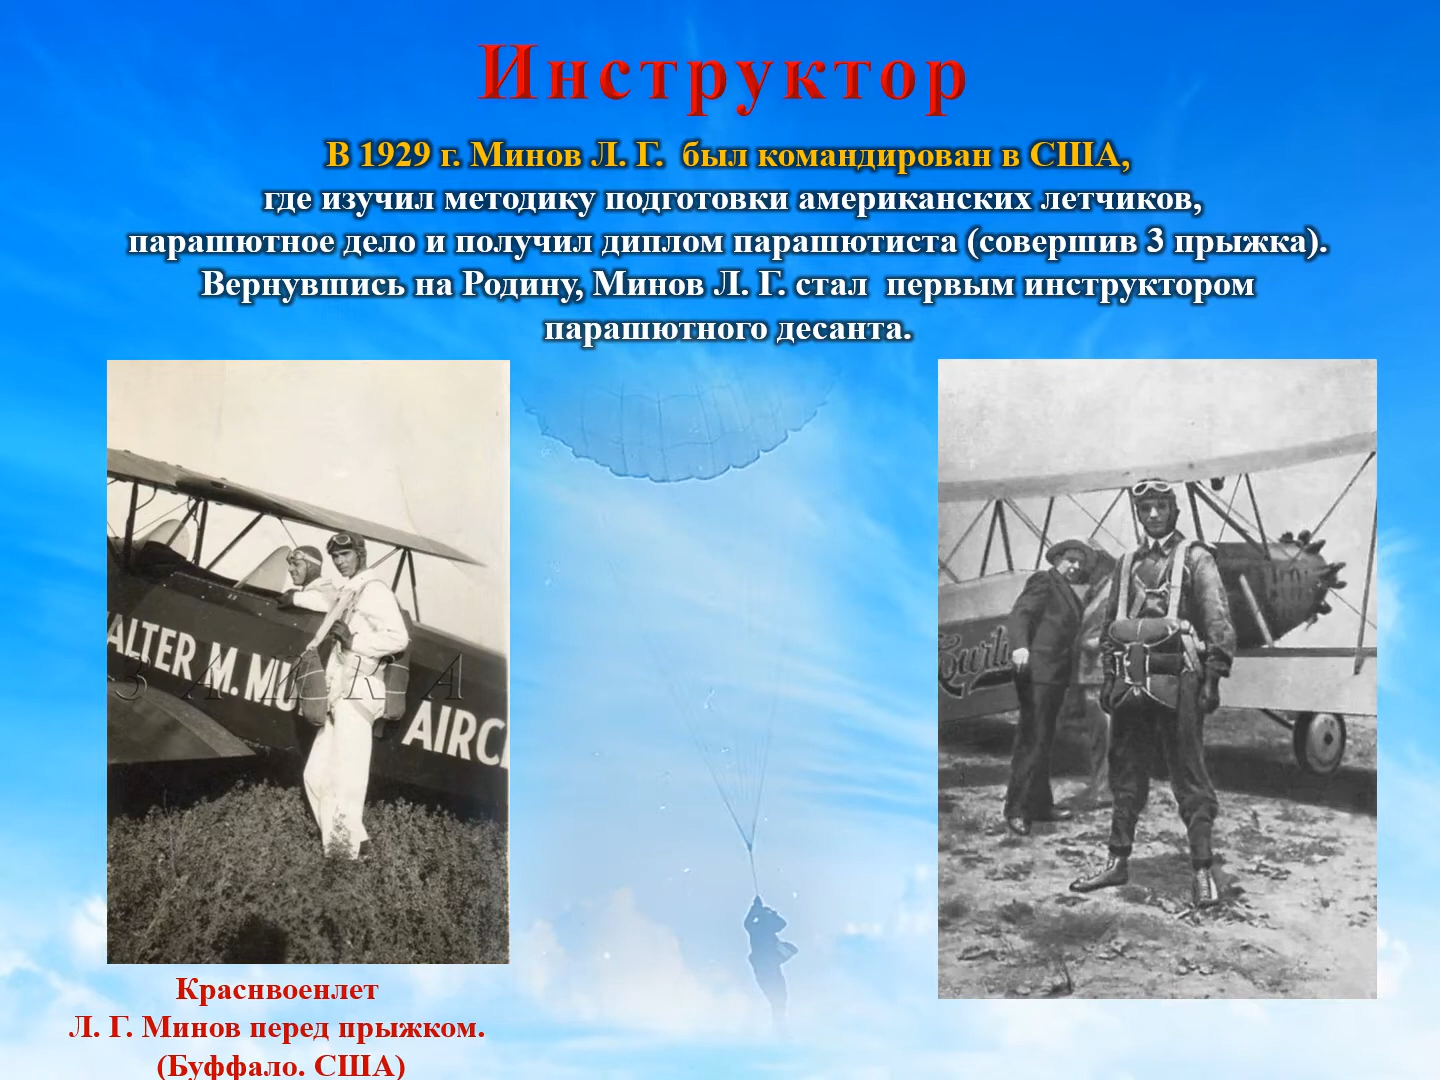 Инструктор
В 1929 г. Минов Л. Г. был командирован в США,
где изучил методику подготовки американских летчиков,
парашютное дело и получил диплом парашютиста (совершив 3 прыжка).
Вернувшись на Родину, Минов Л. Г. стал первым инструктором
парашютного десанта.
ALTER M. MU
AIRC
ЗАИКА
Courti
Краснвоенлет
Л. Г. Минов перед прыжком.
(Буффало. США)